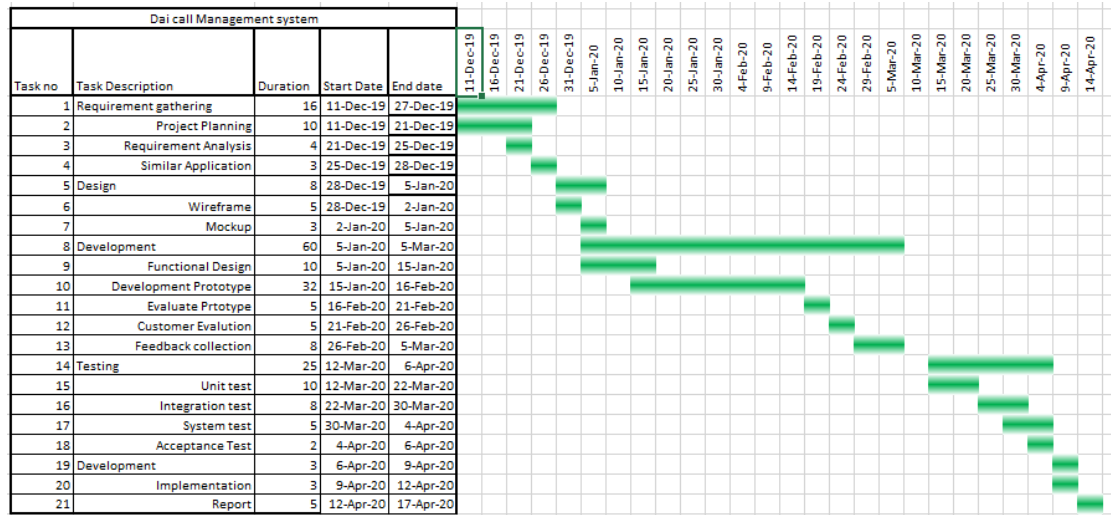 Dai call Management system
Task no Task Description Duration Start Date End date 11-Dec-19 16-Dec-19 21-Dec-19 26-Dec-19 31-Dec-19 5-Jan-20 10-Jan-20 15-Jan-20 20-Jan-20 25-Jan-20 30-Jan-20 4-Feb-20 9-Feb-20 14-Feb-20 19-Feb-20 24-Feb-20 29-Feb-20 5-Mar-20 10-Mar-20 15-Mar-20 20-Mar-20 25-Mar-20 30-Mar-20 4-Apr-20 9-Apr-20 14-Apr-20
1 Requirement gathering 16 11-Dec-19 27-Dec-19
2 Project Planning 10 11-Dec-19 21-Dec-19
3 Requirement Analysis 4 21-Dec-19 25-Dec-19
4 Similar Application 3 25-Dec-19 28-Dec-19
5 Design 8 28-Dec-19 5-Jan-20
6 Wireframe 5 28-Dec-19 2-Jan-20
7 Mockup 3 2-Jan-20 5-Jan-20
8 Development 60 5-Jan-20 5-Mar-20
9 Functional Design 10 5-Jan-20 15-Jan-20
10 Development Prototype 32 15-Jan-20 16-Feb-20
11 Evaluate Prtotype 5 16-Feb-20 21-Feb-20
12 Customer Evalution 5 21-Feb-20 26-Feb-20
13 Feedback collection 8 26-Feb-20 5-Mar-20
14 Testing 25 12-Mar-20 6-Apr-20
15 Unit test 10 12-Mar-20 22-Mar-20
16 Integration test 8 22-Mar-20 30-Mar-20
17 System test 5 30-Mar-20 4-Apr-20
18 Acceptance Test 2 4-Apr-20 6-Apr-20
19 Development 3 6-Apr-20 9-Apr-20
20 Implementation 3 9-Apr-20 12-Apr-20
21 Report 5 12-Apr-20 17-Apr-20